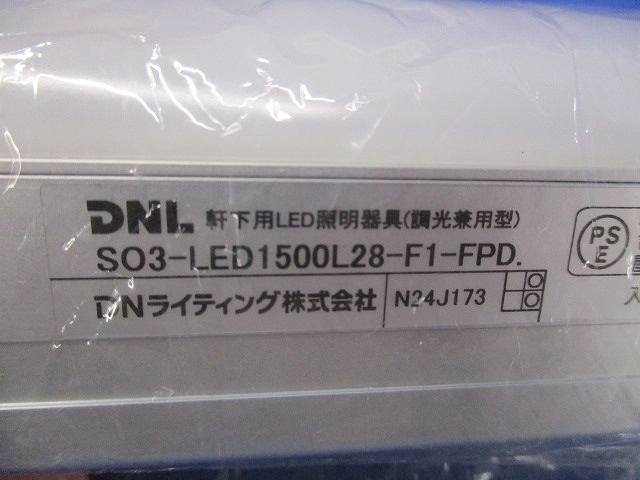 DNL 軒下用LED照明器具(調光兼用型)
SO3-LED1500L28-F1-FPD.
DNライティング株式会社 N24J173
PS
E
入